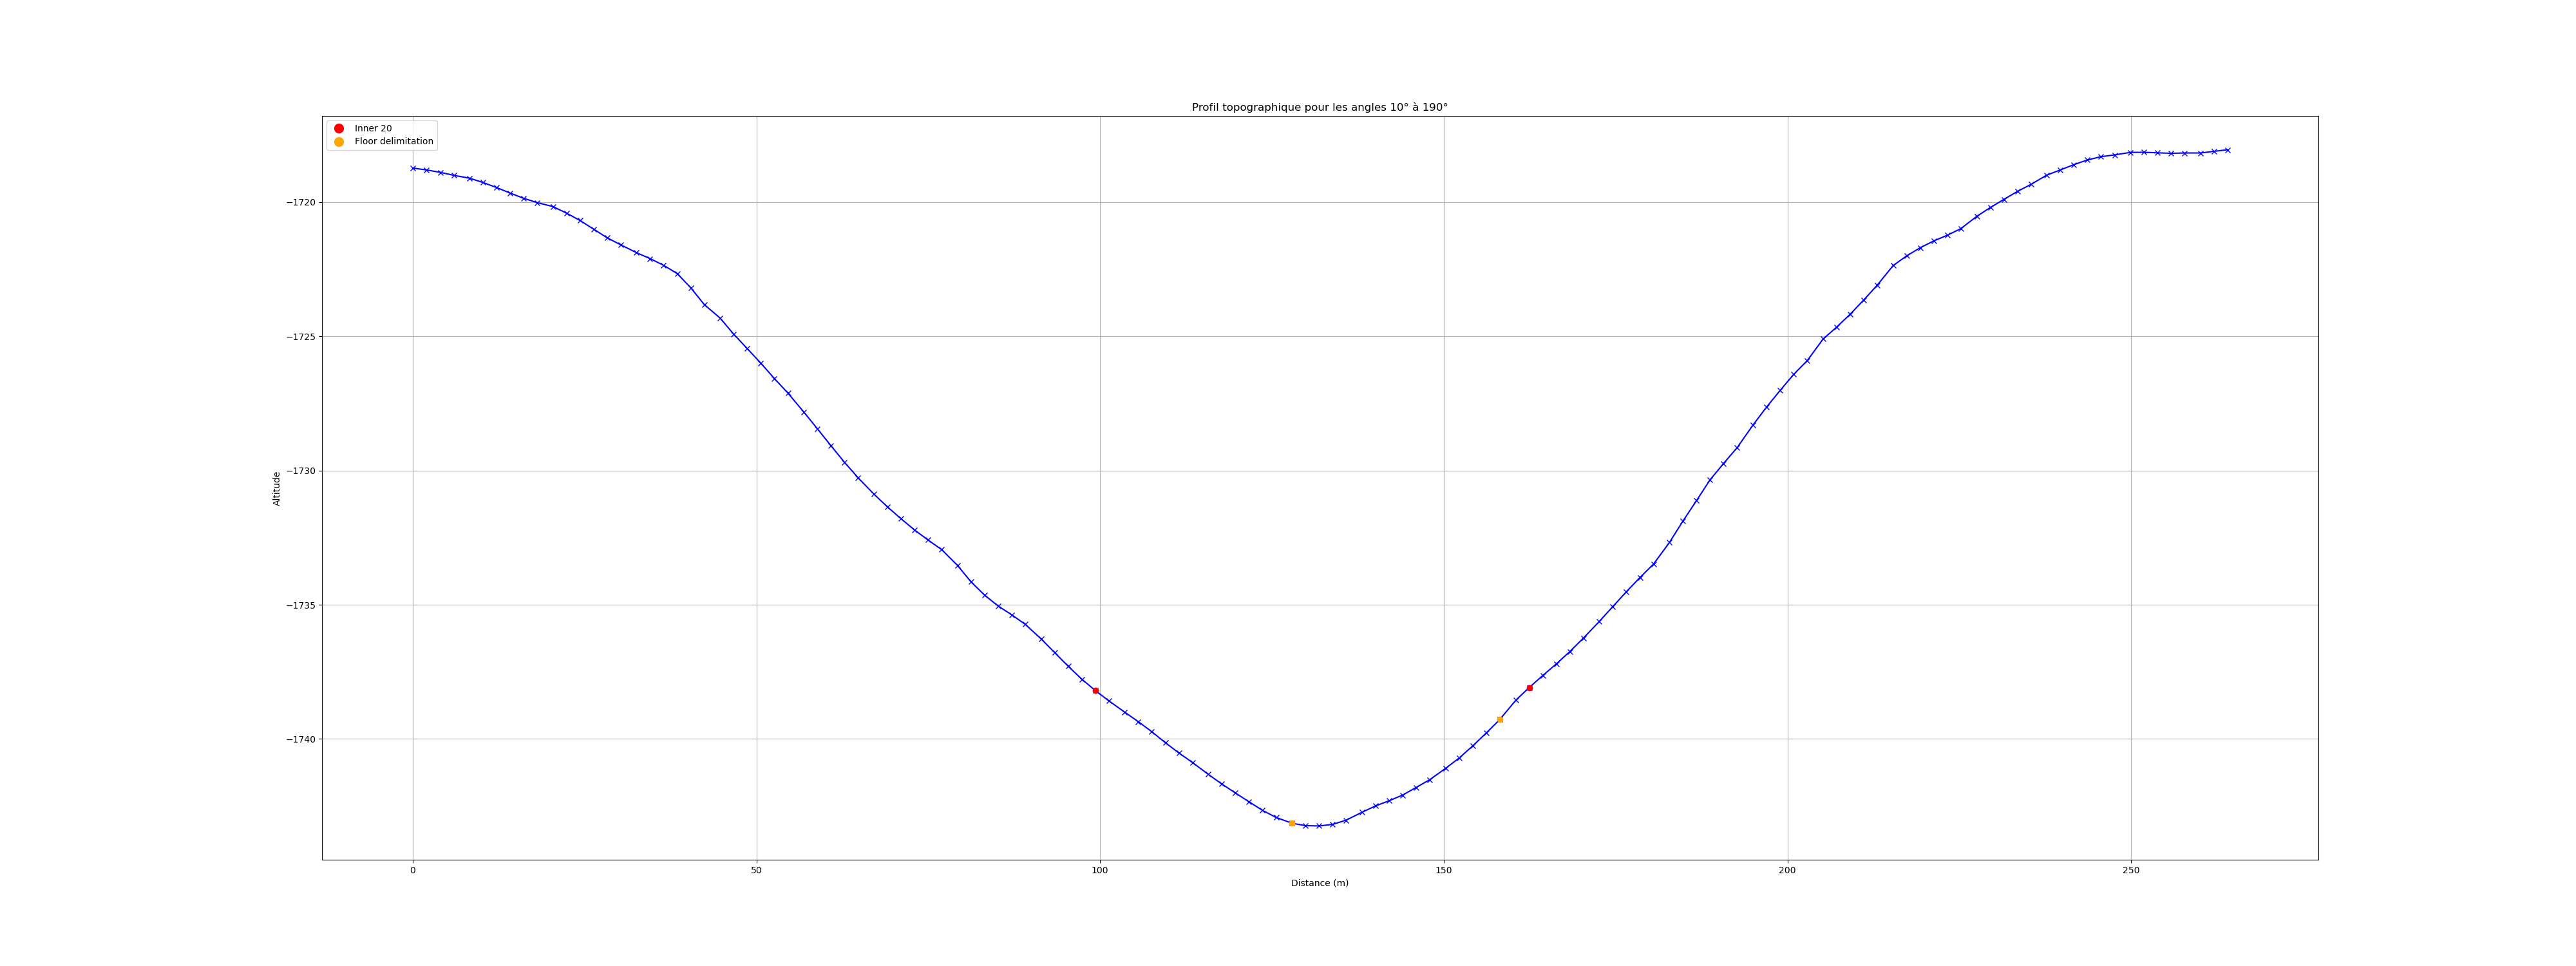 Profil topographique pour les angles 10° à 190°
Inner 20
Floor delimitation
−1720
−1725
−1730
−1735
−1740
Altitude
0 50 100 150 200 250
Distance (m)